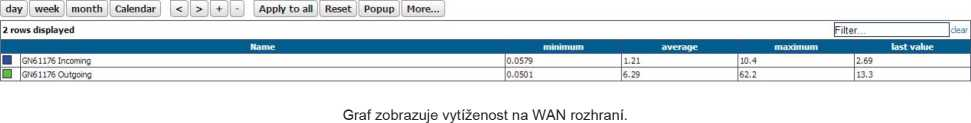 day week month Calendar < > + - Apply to all Reset Popup More...
2 rows displayed Filter... clear
Name minimum average maximum last value
GN61176 Incoming 0.0579 1.21 10.4 2.69
GN61176 Outgoing 0.0501 6.29 62.2 13.3
Graf zobrazuje vytíženost na WAN rozhraní.